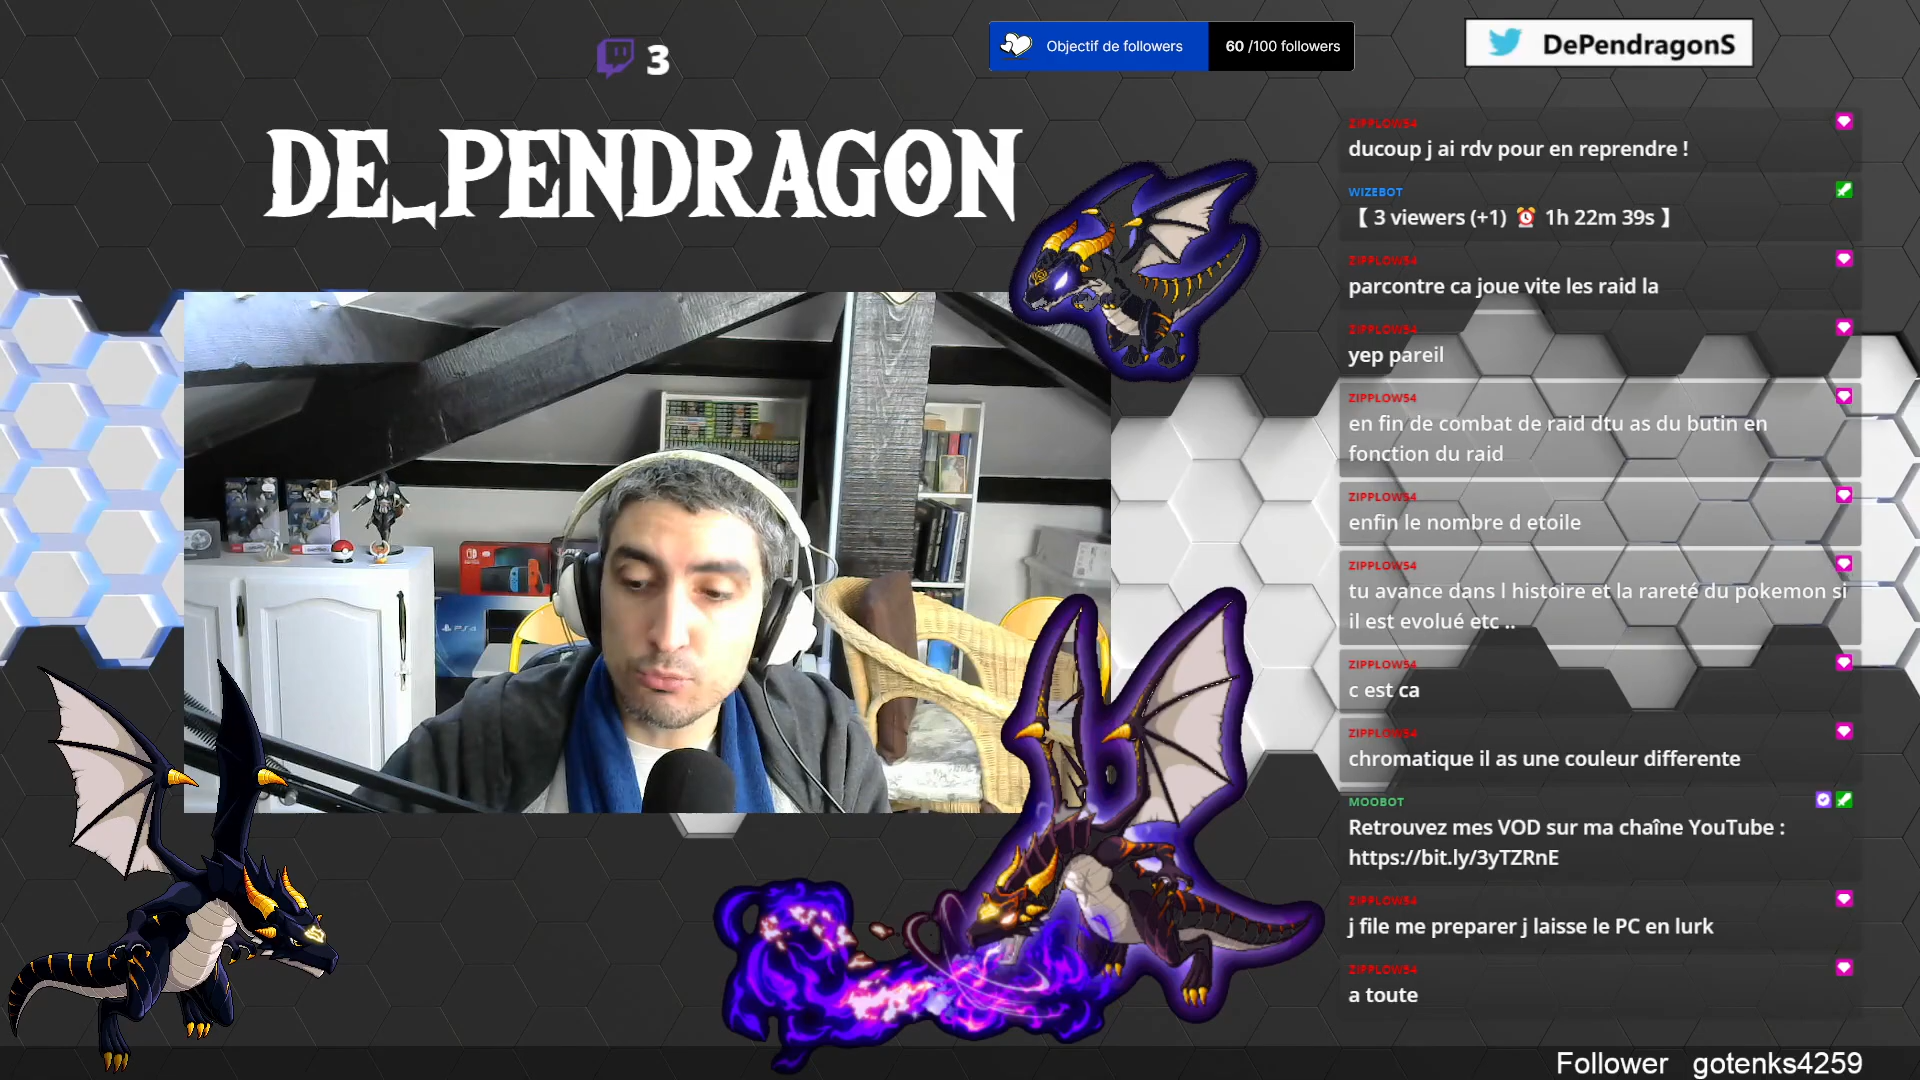 3
Objectif de followers
60 /100 followers
DePendragonS
DE_PENDRAGON
ZIPPLOW54
ducoup j ai rdv pour en reprendre !
WIZEBOT
【 3 viewers (+1) ⏰ 1h 22m 39s 】
ZIPPLOW54
parcontre ca joue vite les raid la
ZIPPLOW54
yep pareil
ZIPPLOW54
en fin de combat de raid dtu as du butin en
fonction du raid
ZIPPLOW54
enfin le nombre d etoile
ZIPPLOW54
tu avance dans l histoire et la rareté du pokemon si
il est evolué etc ..
ZIPPLOW54
c est ca
ZIPPLOW54
chromatique il as une couleur differente
MOOBOT
Retrouvez mes VOD sur ma chaîne YouTube :
https://bit.ly/3yTZRnE
ZIPPLOW54
j file me preparer j laisse le PC en lurk
ZIPPLOW54
a toute
PS4
Follower gotenks4259